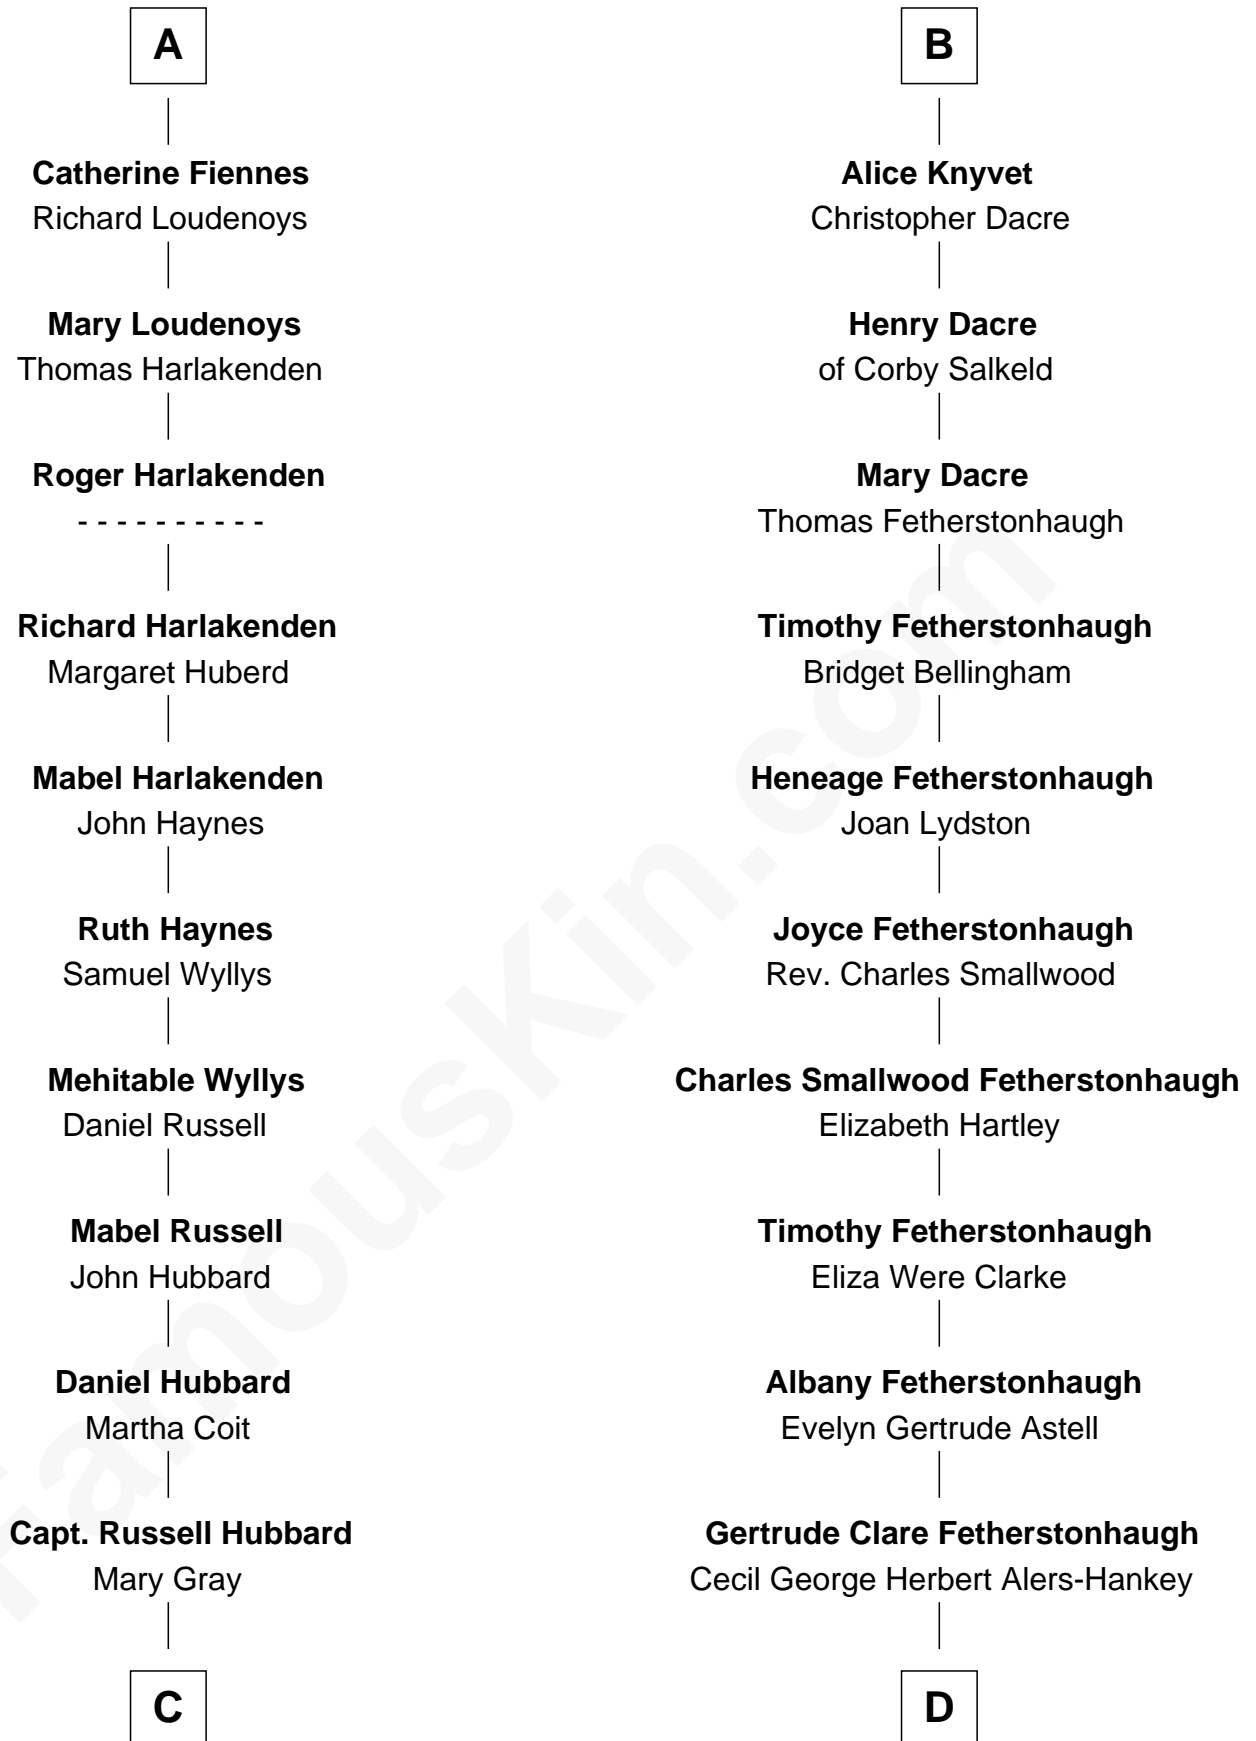 A
Catherine Fiennes
Richard Loudenoys
Mary Loudenoys
Thomas Harlakenden
Roger Harlakenden
- - - - - - - - - -
Richard Harlakenden
Margaret Huberd
Mabel Harlakenden
John Haynes
Ruth Haynes
Samuel Wyllys
Mehitable Wyllys
Daniel Russell
Mabel Russell
John Hubbard
Daniel Hubbard
Martha Coit
Capt. Russell Hubbard
Mary Gray
C
B
Alice Knyvet
Christopher Dacre
Henry Dacre
of Corby Salkeld
Mary Dacre
Thomas Fetherstonhaugh
Timothy Fetherstonhaugh
Bridget Bellingham
Heneage Fetherstonhaugh
Joan Lydston
Joyce Fetherstonhaugh
Rev. Charles Smallwood
Charles Smallwood Fetherstonhaugh
Elizabeth Hartley
Timothy Fetherstonhaugh
Eliza Were Clarke
Albany Fetherstonhaugh
Evelyn Gertrude Astell
Gertrude Clare Fetherstonhaugh
Cecil George Herbert Alers-Hankey
D
FamousKin.com